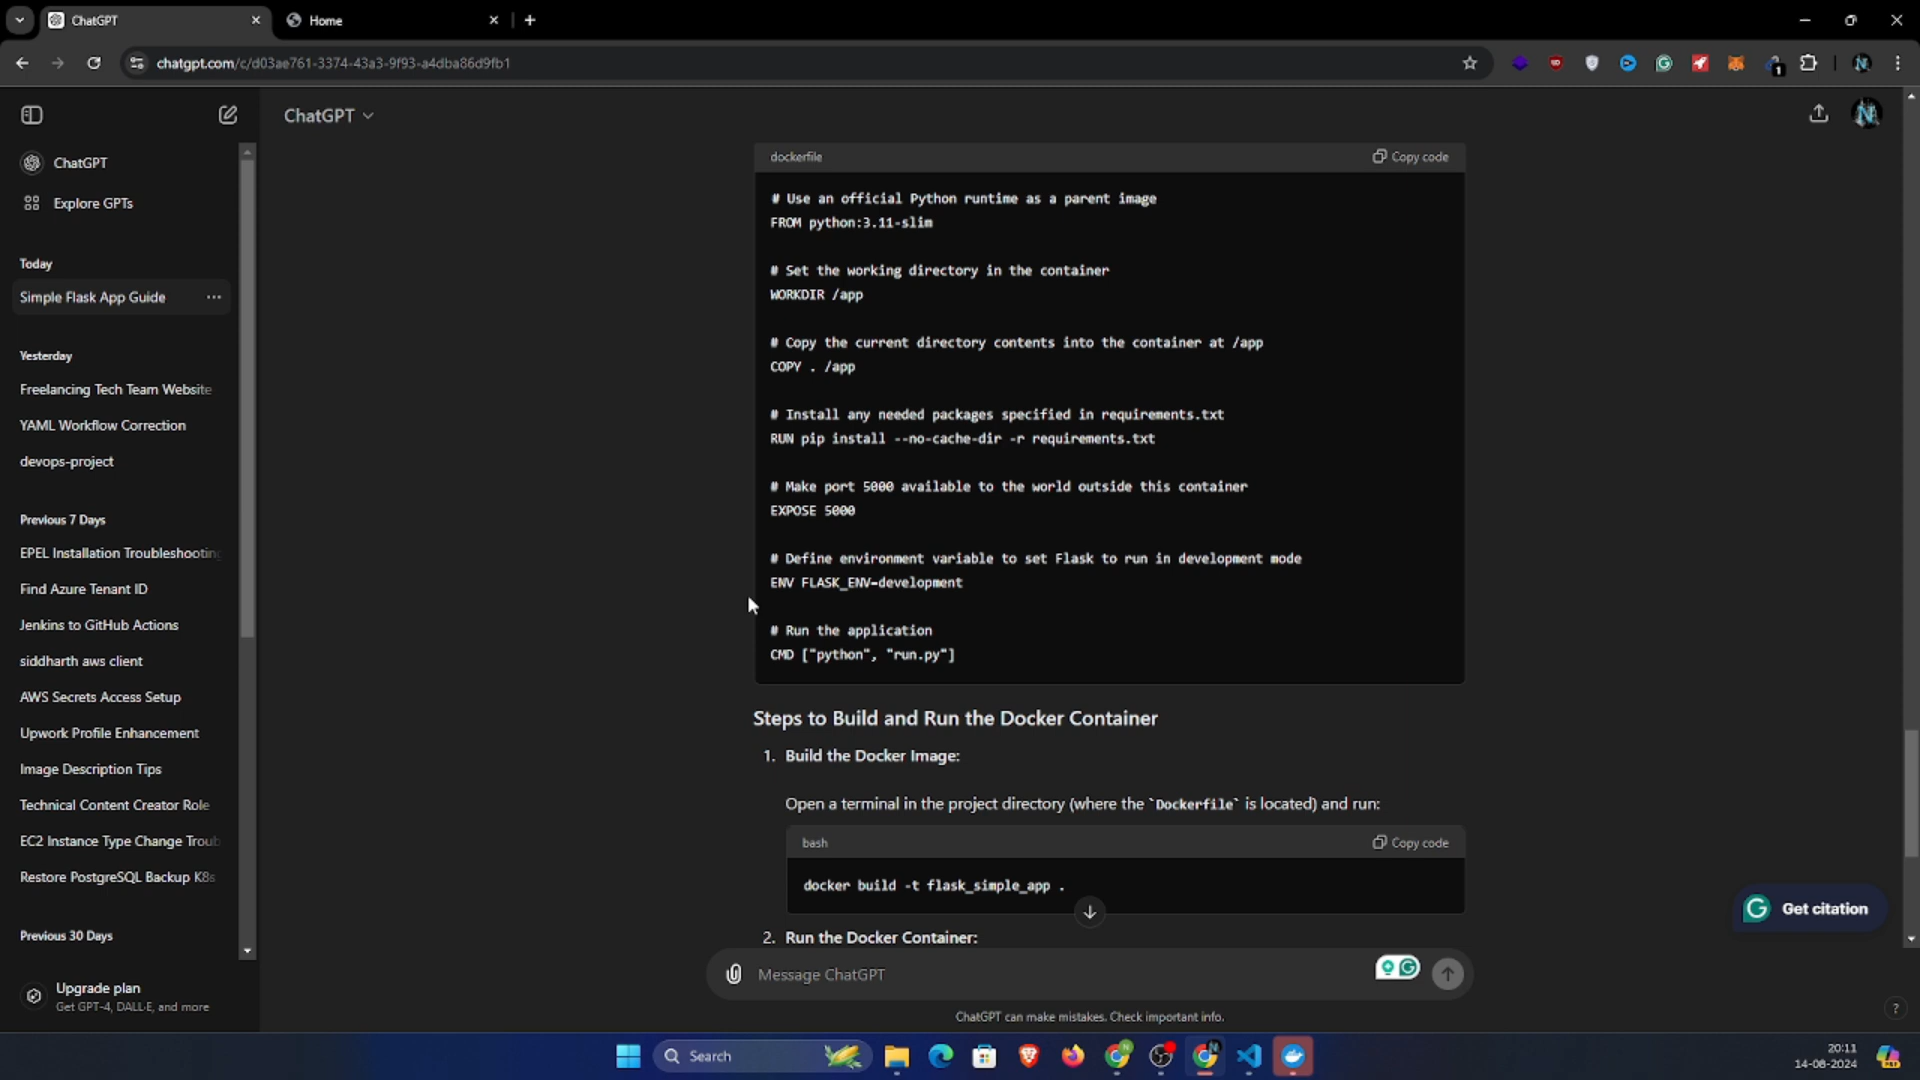 ChatGPT
Home
chatgpt.com/c/d03ae761-3374-43a3-9f93-a4dba86d9fb1
1
ChatGPT
ChatGPT
Explore GPTs
Today
Simple Flask App Guide
Yesterday
Freelancing Tech Team Website
YAML Workflow Correction
devops-project
Previous 7 Days
EPEL Installation Troubleshooting
Find Azure Tenant ID
Jenkins to GitHub Actions
siddharth aws client
AWS Secrets Access Setup
Upwork Profile Enhancement
Image Description Tips
Technical Content Creator Role
EC2 Instance Type Change Troub
Restore PostgreSQL Backup K8s
Previous 30 Days
Upgrade plan
Get GPT-4, DALL·E, and more
dockerfile
Copy code
# Use an official Python runtime as a parent image
FROM python:3.11-slim
# Set the working directory in the container
WORKDIR /app
# Copy the current directory contents into the container at /app
COPY . /app
# Install any needed packages specified in requirements.txt
RUN pip install --no-cache-dir -r requirements.txt
# Make port 5000 available to the world outside this container
EXPOSE 5000
# Define environment variable to set Flask to run in development mode
ENV FLASK_ENV=development
# Run the application
CMD ["python", "run.py"]
Steps to Build and Run the Docker Container
1. Build the Docker Image:
Open a terminal in the project directory (where the `Dockerfile` is located) and run:
bash
Copy code
docker build -t flask_simple_app .
2. Run the Docker Container:
Get citation
Message ChatGPT
ChatGPT can make mistakes. Check important info.
?
Search
20:11
14-08-2024